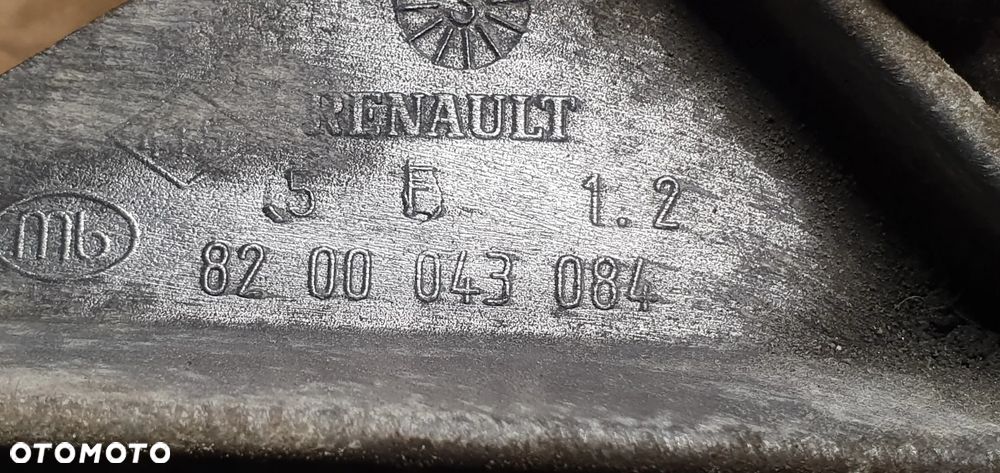 RENAULT
5 E 1.2
Mb
82 00 043 084
OTOMOTO